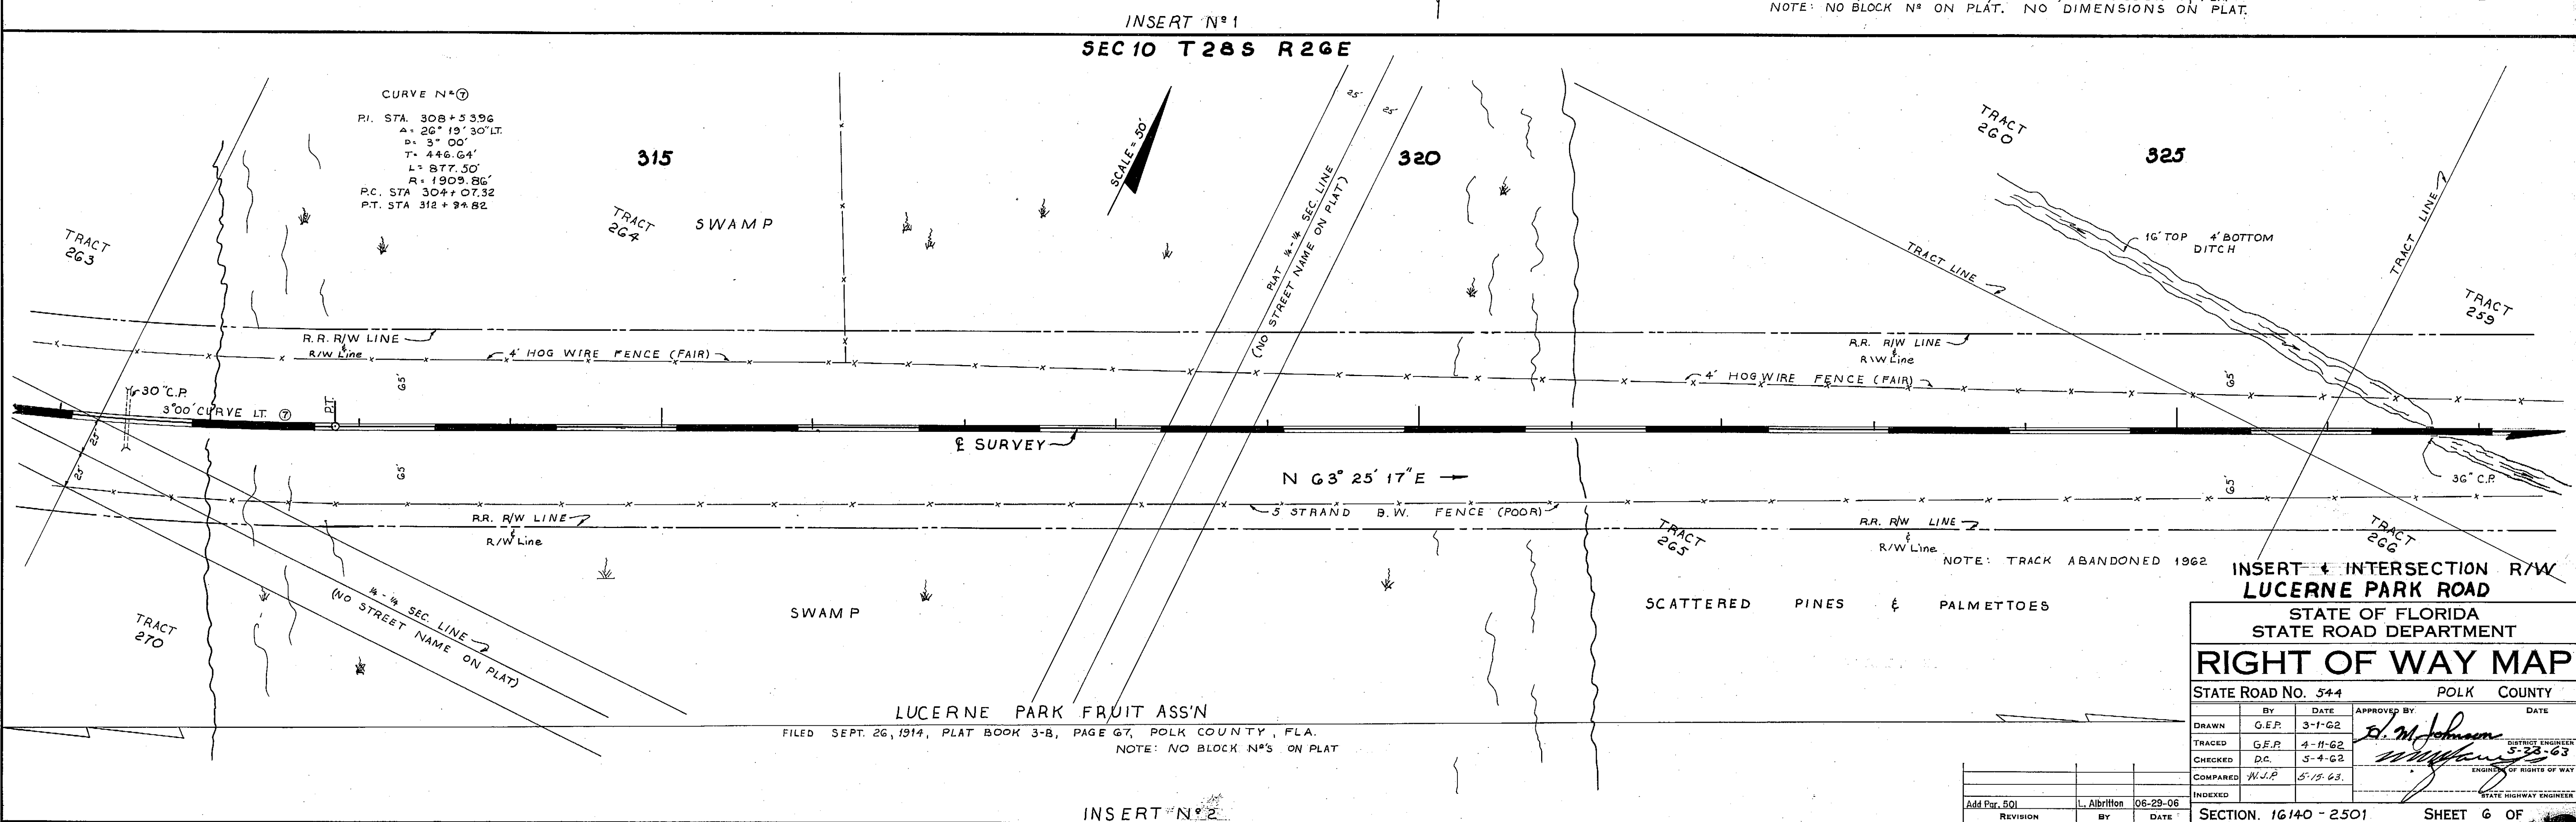 NOTE: NO BLOCK Nº ON PLAT. NO DIMENSIONS ON PLAT.
INSERT Nº 1
SEC 10 T 28 S R 26 E
CURVE Nº 7
P.I. STA. 308 + 53.96
Δ = 26° 19' 30" LT.
D = 3° 00'
T = 446.64'
L = 877.50'
R = 1909.86'
P.C. STA 304 + 07.32
P.T. STA 312 + 84.82
315
320
325
SCALE = 50'
25'
25'
TRACT
260
TRACT
263
TRACT
264
SWAMP
PLAT ¼-¼ SEC. LINE
(NO STREET NAME ON PLAT)
TRACT LINE
16' TOP 4' BOTTOM
DITCH
TRACT LINE
TRACT
259
R.R. R/W LINE
&
R/W Line
4' HOG WIRE FENCE (FAIR)
R.R. R/W LINE
&
R/W Line
4' HOG WIRE FENCE (FAIR)
65'
65'
30" C.P.
3°00' CURVE LT. 7
P.T.
25'
25'
℄ SURVEY
65'
65'
N 63° 25' 17" E
36" C.P.
5 STRAND B.W. FENCE (POOR)
R.R. R/W LINE
&
R/W Line
TRACT
265
R.R. R/W LINE
&
R/W Line
TRACT
266
NOTE: TRACK ABANDONED 1962
¼-¼ SEC. LINE
(NO STREET NAME ON PLAT)
TRACT
270
SWAMP
SCATTERED PINES & PALMETTOES
LUCERNE PARK FRUIT ASS'N
FILED SEPT. 26, 1914, PLAT BOOK 3-B, PAGE 67, POLK COUNTY, FLA.
NOTE: NO BLOCK Nº'S ON PLAT
INSERT Nº 2
INSERT & INTERSECTION R/W
LUCERNE PARK ROAD
STATE OF FLORIDA
STATE ROAD DEPARTMENT
RIGHT OF WAY MAP
STATE ROAD NO. 544 POLK COUNTY
BY DATE APPROVED BY: DATE
DRAWN G.E.P. 3-1-62 H. M. Johnson
DISTRICT ENGINEER
TRACED G.E.P. 4-11-62
5-23-63
CHECKED D.C. 5-4-62
ENGINEER OF RIGHTS OF WAY
COMPARED W.J.P. 5-15-63.
INDEXED
STATE HIGHWAY ENGINEER
Add Par. 501 L. Albritton 06-29-06
REVISION BY DATE
SECTION. 16140 - 2501 SHEET 6 OF